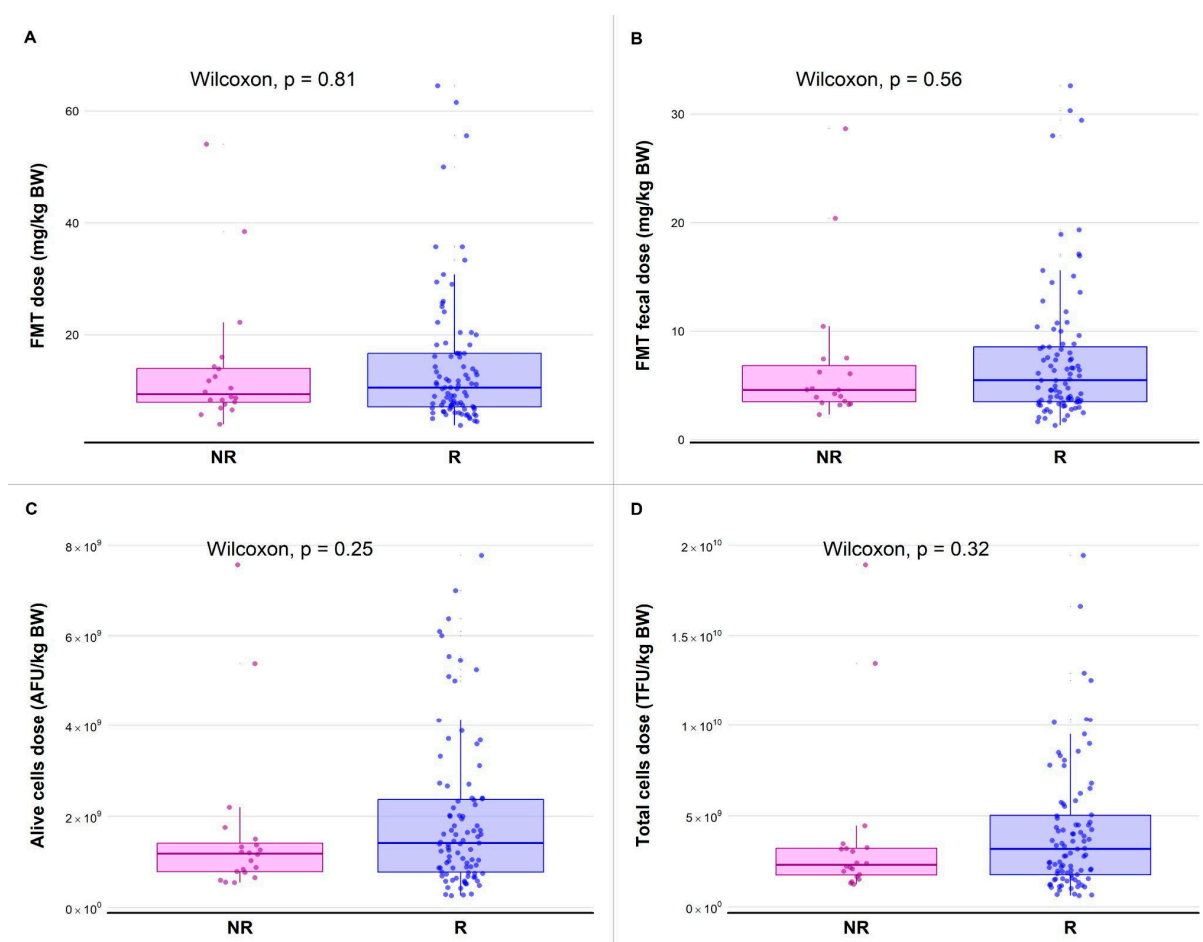 A
Wilcoxon, p = 0.81
FMT dose (mg/kg BW)
60
40
20
NR
R
B
Wilcoxon, p = 0.56
FMT fecal dose (mg/kg BW)
30
20
10
0
NR
R
C
Wilcoxon, p = 0.25
Alive cells dose (AFU/kg BW)
8 × 10⁹
6 × 10⁹
4 × 10⁹
2 × 10⁹
0 × 10⁰
NR
R
D
Wilcoxon, p = 0.32
Total cells dose (TFU/kg BW)
2 × 10¹⁰
1.5 × 10¹⁰
1 × 10¹⁰
5 × 10⁹
0 × 10⁰
NR
R